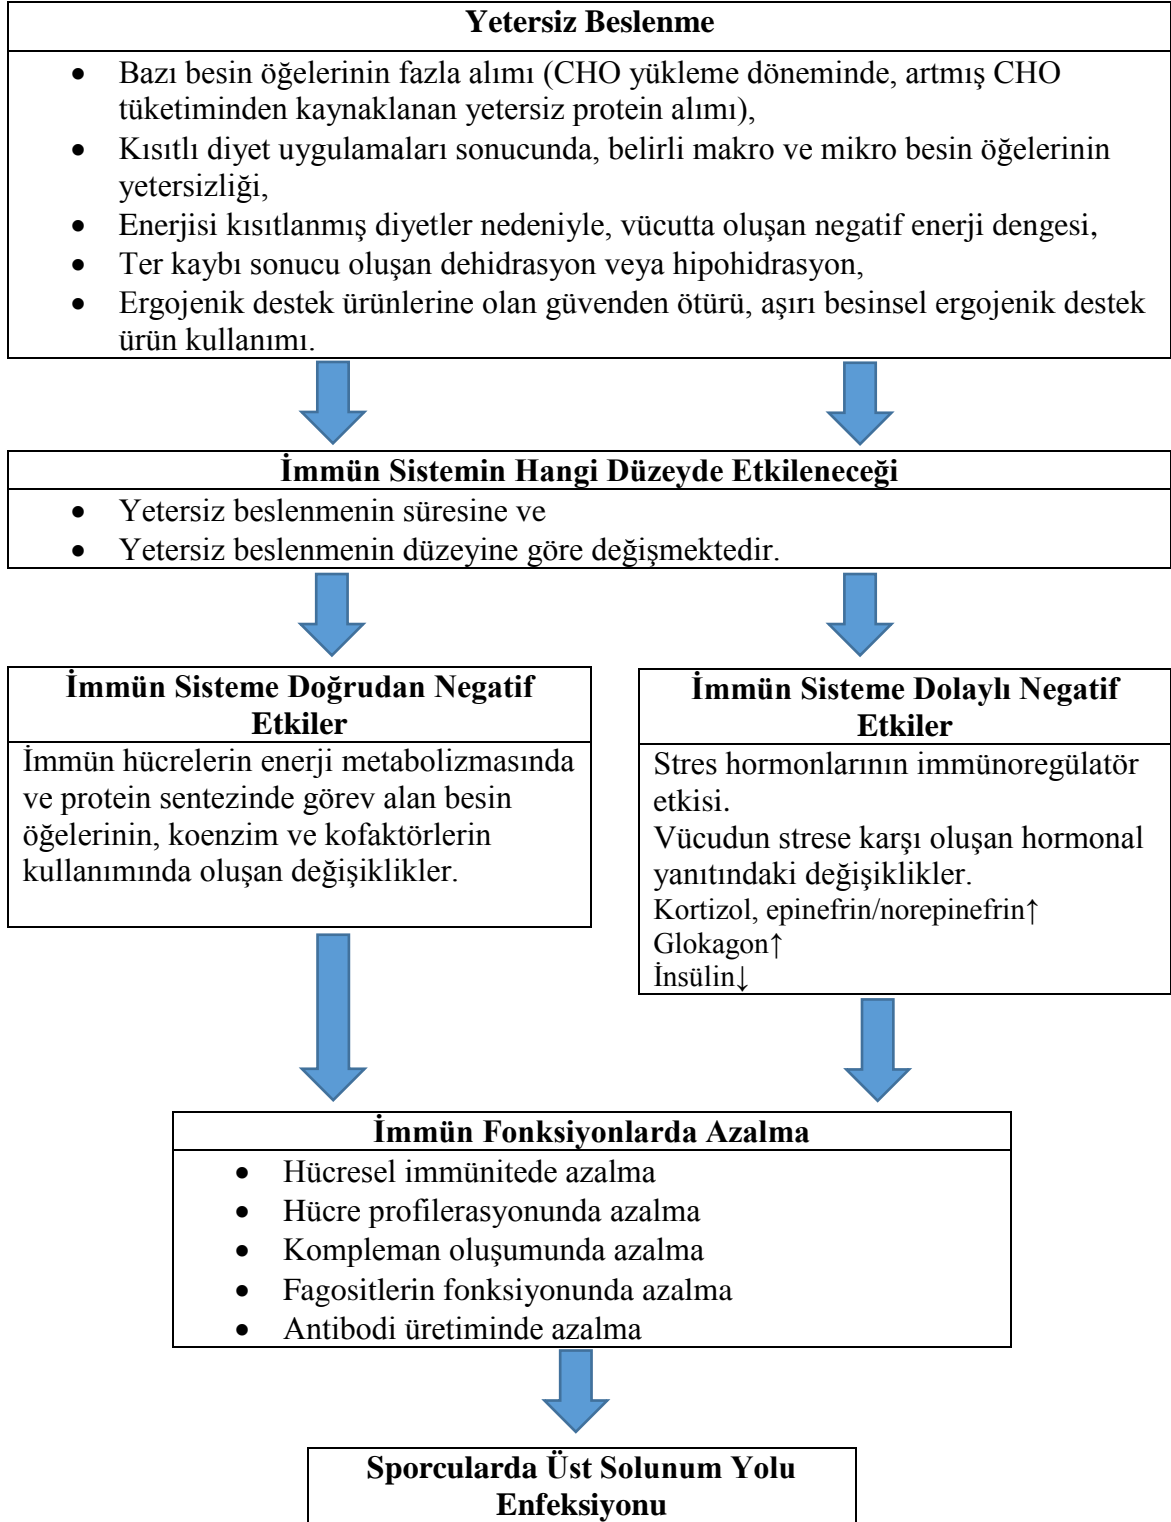 Yetersiz Beslenme
• Bazı besin öğelerinin fazla alımı (CHO yükleme döneminde, artmış CHO
tüketiminden kaynaklanan yetersiz protein alımı),
• Kısıtlı diyet uygulamaları sonucunda, belirli makro ve mikro besin öğelerinin
yetersizliği,
• Enerjisi kısıtlanmış diyetler nedeniyle, vücutta oluşan negatif enerji dengesi,
• Ter kaybı sonucu oluşan dehidrasyon veya hipohidrasyon,
• Ergojenik destek ürünlerine olan güvenden ötürü, aşırı besinsel ergojenik destek
ürün kullanımı.
İmmün Sistemin Hangi Düzeyde Etkileneceği
• Yetersiz beslenmenin süresine ve
• Yetersiz beslenmenin düzeyine göre değişmektedir.
İmmün Sisteme Doğrudan Negatif
Etkiler
İmmün hücrelerin enerji metabolizmasında
ve protein sentezinde görev alan besin
öğelerinin, koenzim ve kofaktörlerin
kullanımında oluşan değişiklikler.
İmmün Sisteme Dolaylı Negatif
Etkiler
Stres hormonlarının immünoregülatör
etkisi.
Vücudun strese karşı oluşan hormonal
yanıtındaki değişiklikler.
Kortizol, epinefrin/norepinefrin↑
Glokagon↑
İnsülin↓
İmmün Fonksiyonlarda Azalma
• Hücresel immünitede azalma
• Hücre profilerasyonunda azalma
• Kompleman oluşumunda azalma
• Fagositlerin fonksiyonunda azalma
• Antibodi üretiminde azalma
Sporcularda Üst Solunum Yolu
Enfeksiyonu